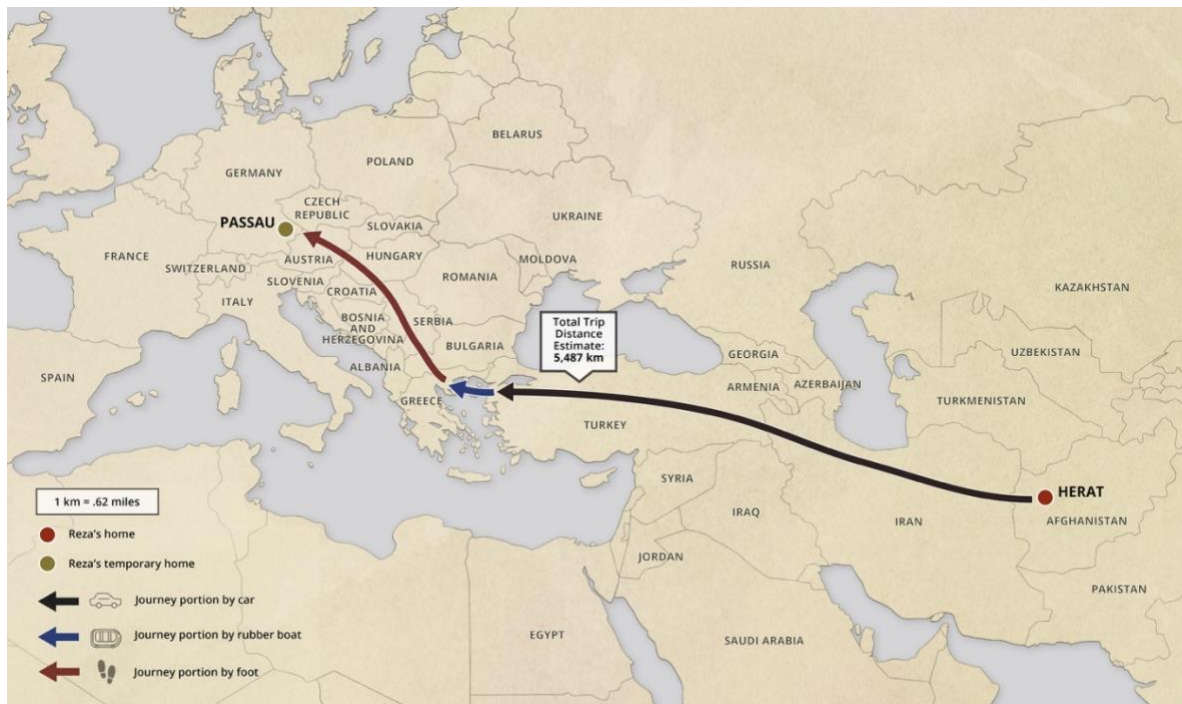 BELARUS
POLAND
GERMANY
CZECH
REPUBLIC
UKRAINE
PASSAU
SLOVAKIA
FRANCE
AUSTRIA
HUNGARY
MOLDOVA
RUSSIA
SWITZERLAND
ROMANIA
SLOVENIA
KAZAKHSTAN
CROATIA
ITALY
BOSNIA
AND
HERZEGOVINA
SERBIA
Total Trip
Distance
Estimate:
5,487 km
BULGARIA
GEORGIA
UZBEKISTAN
ALBANIA
SPAIN
ARMENIA
AZERBAIJAN
GREECE
TURKMENISTAN
TURKEY
SYRIA
HERAT
1 km = .62 miles
IRAQ
IRAN
AFGHANISTAN
Reza's home
JORDAN
Reza's temporary home
PAKISTAN
Journey portion by car
Journey portion by rubber boat
EGYPT
SAUDI ARABIA
Journey portion by foot